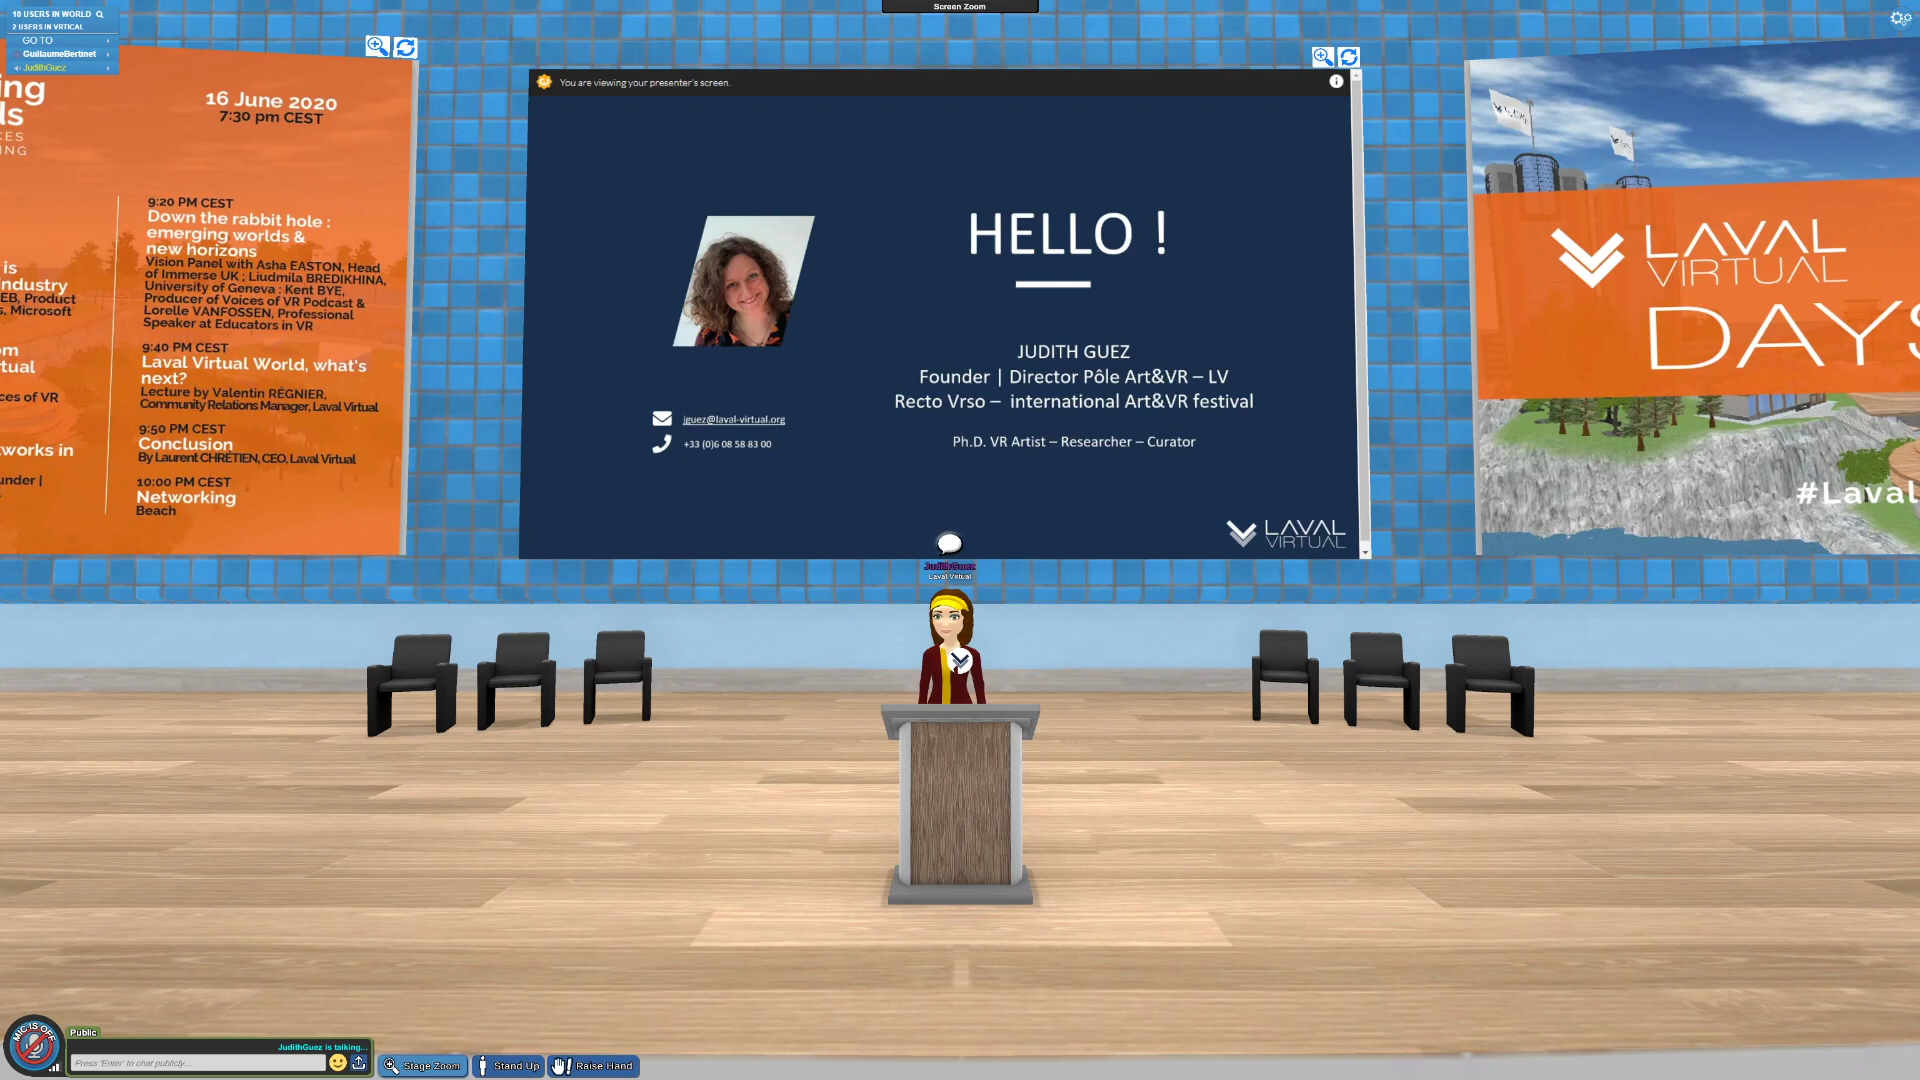 10 USERS IN WORLD
2 USERS IN VRTICAL
GO TO
GuillaumeBertinet
JudithGuez
Screen Zoom
ing
ds
CES
ING
is
industry
EB, Product
s, Microsoft
om
tual
ces of VR
works in
under |
16 June 2020
7:30 pm CEST
9:20 PM CEST
Down the rabbit hole :
emerging worlds &
new horizons
Vision Panel with Asha EASTON, Head
of Immerse UK ; Liudmila BREDIKHINA,
University of Geneva ; Kent BYE,
Producer of Voices of VR Podcast &
Lorelle VANFOSSEN, Professional
Speaker at Educators in VR
9:40 PM CEST
Laval Virtual World, what's
next?
Lecture by Valentin RÉGNIER,
Community Relations Manager, Laval Virtual
9:50 PM CEST
Conclusion
By Laurent CHRÉTIEN, CEO, Laval Virtual
10:00 PM CEST
Networking
Beach
You are viewing your presenter's screen.
HELLO !
JUDITH GUEZ
Founder | Director Pôle Art&VR – LV
Recto Vrso – international Art&VR festival
Ph.D. VR Artist – Researcher – Curator
jguez@laval-virtual.org
+33 (0)6 08 58 83 00
LAVAL
VIRTUAL
LAVAL
VIRTUAL
DAYS
#Laval
JudithGuez
Laval Virtual
MIC IS OFF
Public
JudithGuez is talking...
Press 'Enter' to chat publicly...
Stage Zoom
Stand Up
Raise Hand